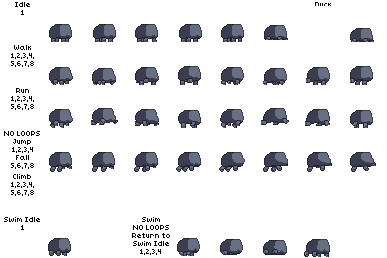 Idle
1
Duck
Walk
1,2,3,4,
5,6,7,8
Run
1,2,3,4,
5,6,7,8
NO LOOPS
Jump
1,2,3,4
Fall
5,6,7,8
Climb
1,2,3,4,
5,6,7,8
Swim Idle
1
Swim
NO LOOPS
Return to
Swim Idle
1,2,3,4